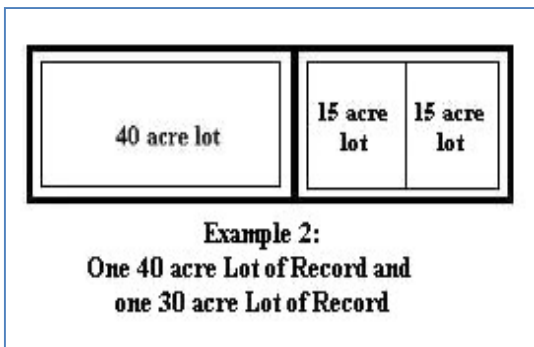 40 acre lot
15 acre
lot
15 acre
lot
Example 2:
One 40 acre Lot of Record and
one 30 acre Lot of Record